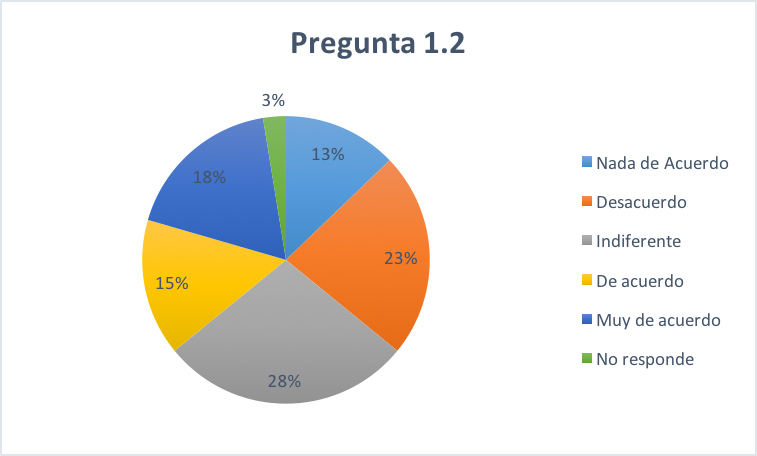 Pregunta 1.2
3%
13%
18%
23%
15%
28%
Nada de Acuerdo
Desacuerdo
Indiferente
De acuerdo
Muy de acuerdo
No responde